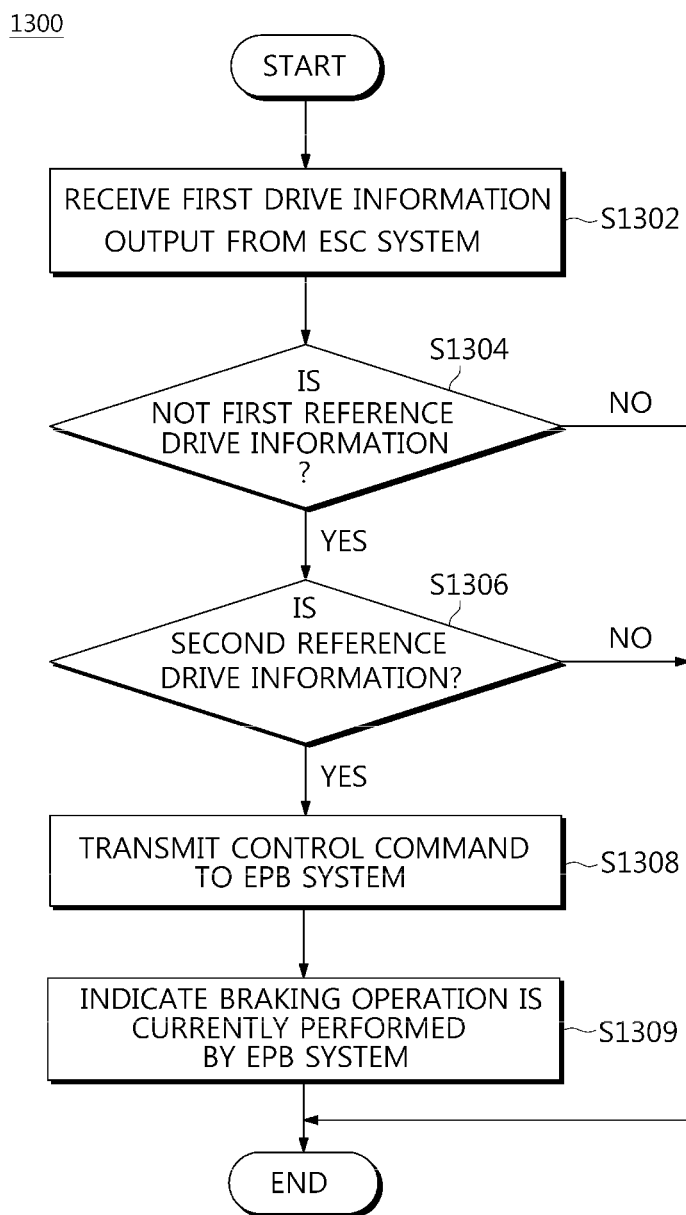 1300
START
RECEIVE FIRST DRIVE INFORMATION
OUTPUT FROM ESC SYSTEM
S1302
S1304
IS
NOT FIRST REFERENCE
DRIVE INFORMATION
?
NO
YES
S1306
IS
SECOND REFERENCE
DRIVE INFORMATION?
NO
YES
TRANSMIT CONTROL COMMAND
TO EPB SYSTEM
S1308
INDICATE BRAKING OPERATION IS
CURRENTLY PERFORMED
BY EPB SYSTEM
S1309
END